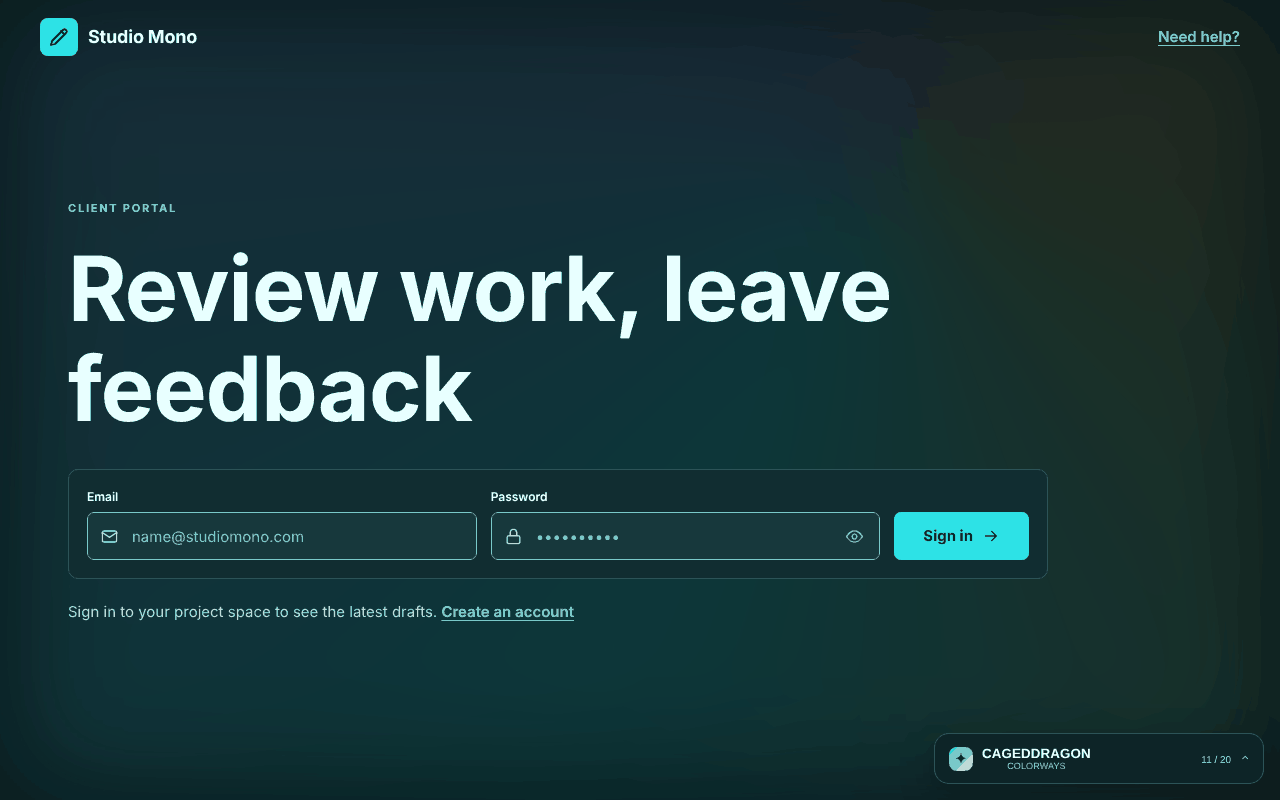 Studio Mono
Need help?
CLIENT PORTAL
Review work, leave
feedback
Email
Password
name@studiomono.com
••••••••••
Sign in →
Sign in to your project space to see the latest drafts. Create an account
CAGEDDRAGON
COLORWAYS
11 / 20